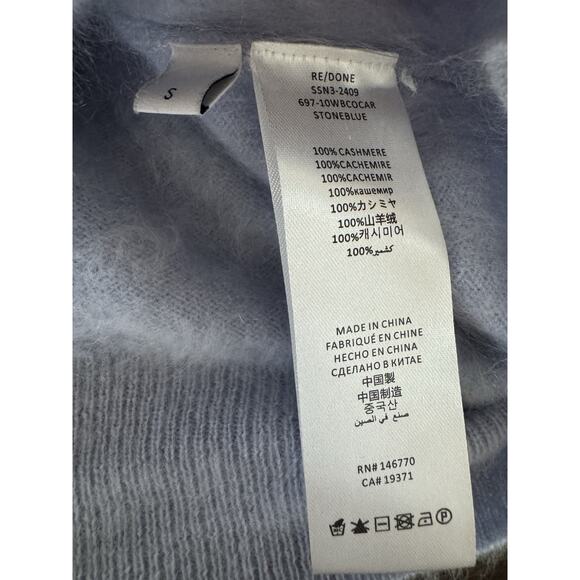 S
RE/DONE
SSN3-2409
697-10WBCOCAR
STONEBLUE
100% CASHMERE
100%CACHEMIRE
100%CACHEMIR
100%кашемир
100%カシミヤ
100%山羊绒
100%캐시미어
100%كشمير
MADE IN CHINA
FABRIQUÉ EN CHINE
HECHO EN CHINA
СДЕЛАНО В КИТАЕ
中国製
中国制造
중국산
صنع في الصين
RN# 146770
CA# 19371